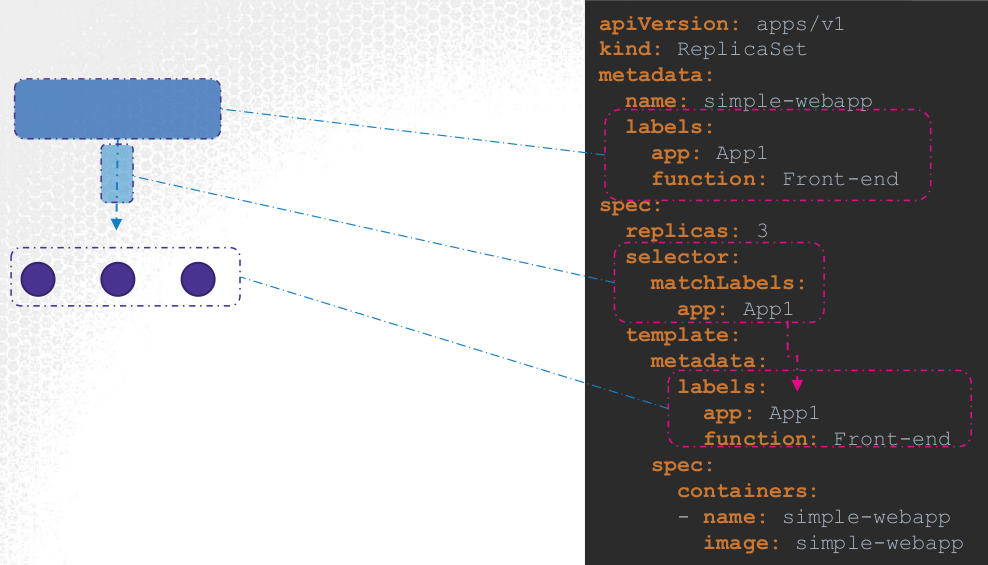 apiVersion: apps/v1
kind: ReplicaSet
metadata:
  name: simple-webapp
  labels:
    app: App1
    function: Front-end
spec:
  replicas: 3
  selector:
    matchLabels:
      app: App1
  template:
    metadata:
      labels:
        app: App1
        function: Front-end
    spec:
      containers:
      - name: simple-webapp
        image: simple-webapp